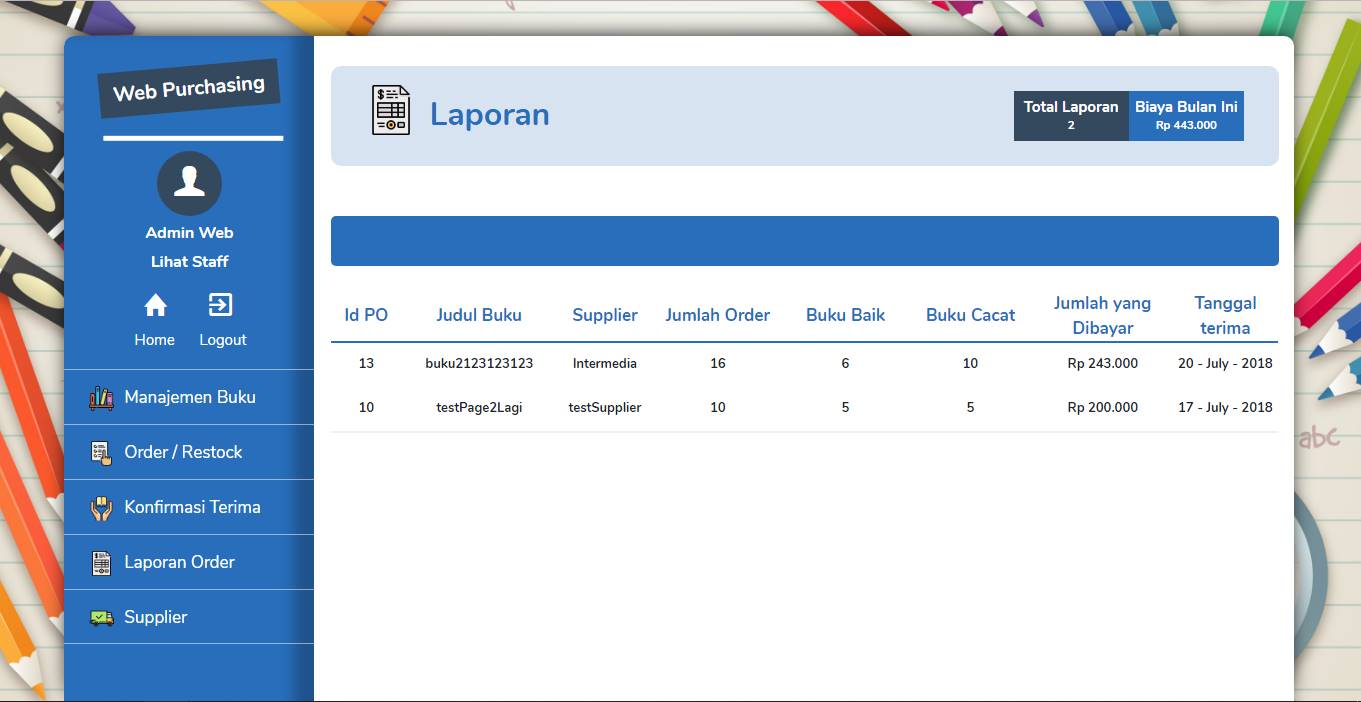 Web Purchasing
Admin Web
Lihat Staff
Home Logout
Manajemen Buku
Order / Restock
Konfirmasi Terima
Laporan Order
Supplier
Laporan
Total Laporan
2
Biaya Bulan Ini
Rp 443.000
Id PO Judul Buku Supplier Jumlah Order Buku Baik Buku Cacat Jumlah yang Dibayar Tanggal terima
13 buku2123123123 Intermedia 16 6 10 Rp 243.000 20 - July - 2018
10 testPage2Lagi testSupplier 10 5 5 Rp 200.000 17 - July - 2018
abc